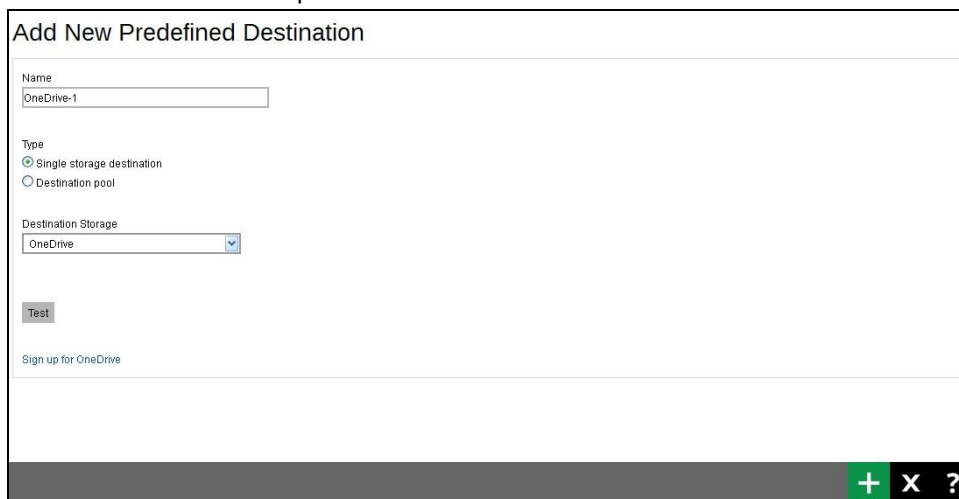 Add New Predefined Destination
Name
OneDrive-1
Type
Single storage destination
Destination pool
Destination Storage
OneDrive
Test
Sign up for OneDrive
+ x ?